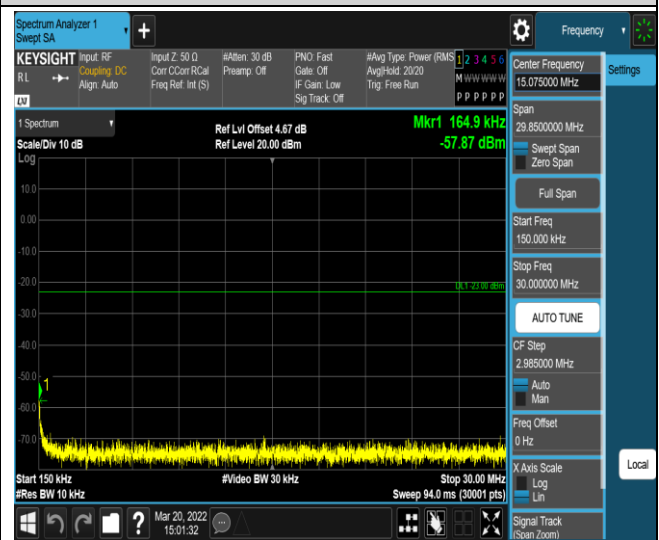 Spectrum Analyzer 1
Swept SA
+
Frequency
KEYSIGHT
RL
LXI
Input: RF
Coupling: DC
Align: Auto
Input Z: 50 Ω
Corr CCorr RCal
Freq Ref: Int (S)
#Atten: 30 dB
Preamp: Off
PNO: Fast
Gate: Off
IF Gain: Low
Sig Track: Off
#Avg Type: Power (RMS
Avg|Hold: 20/20
Trig: Free Run
1 2 3 4 5 6
M W W W W W
P P P P P P
1 Spectrum
Scale/Div 10 dB
Log
Ref Lvl Offset 4.67 dB
Ref Level 20.00 dBm
Mkr1 164.9 kHz
-57.87 dBm
10.0
0.00
-10.0
-20.0
DL1 -23.00 dBm
-30.0
-40.0
-50.0
1
-60.0
-70.0
Start 150 kHz
#Res BW 10 kHz
#Video BW 30 kHz
Stop 30.00 MHz
Sweep 94.0 ms (30001 pts)
?
Mar 20, 2022
15:01:32
Center Frequency
15.075000 MHz
Span
29.8500000 MHz
Swept Span
Zero Span
Full Span
Start Freq
150.000 kHz
Stop Freq
30.000000 MHz
AUTO TUNE
CF Step
2.985000 MHz
Auto
Man
Freq Offset
0 Hz
X Axis Scale
Log
Lin
Signal Track
(Span Zoom)
Settings
Local